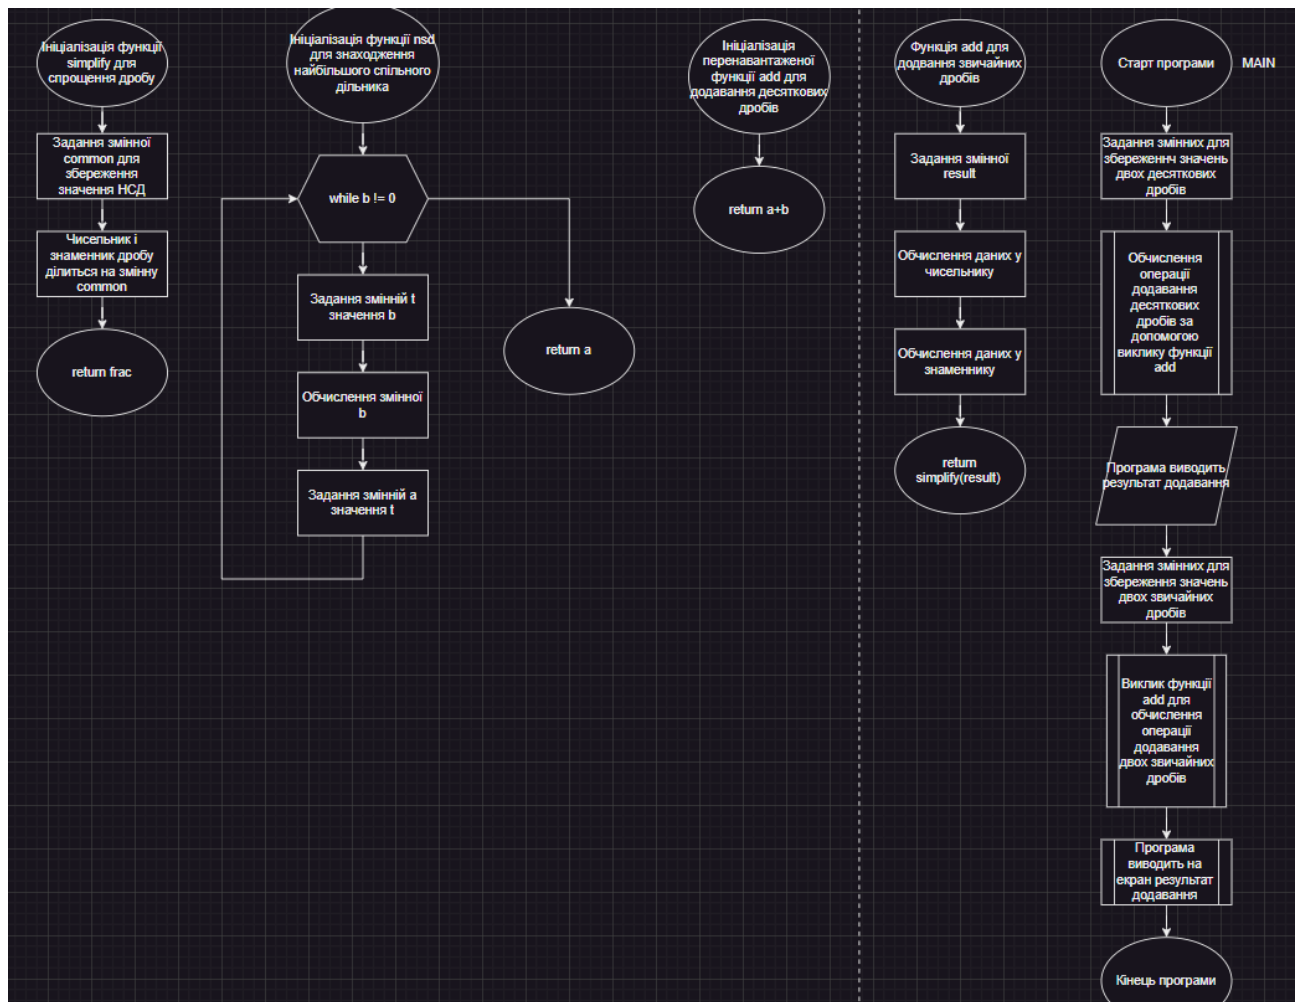 Ініціалізація функції
simplify для
спрощення дробу
Задання змінної
common для
збереження
значення НСД
Чисельник і
знаменник дробу
ділиться на змінну
common
return frac
Ініціалізація функції nsd
для знаходження
найбільшого спільного
дільника
while b != 0
Задання змінній t
значення b
Обчислення змінної
b
Задання змінній a
значення t
return a
Ініціалізація
перенавантаженої
функції add для
додавання десяткових
дробів
return a+b
Функція add для
додвання звичайних
дробів
Задання змінної
result
Обчислення даних у
чисельнику
Обчислення даних у
знаменнику
return
simplify(result)
Старт програми
MAIN
Задання змінних для
збереженнч значень
двох десяткових
дробів
Обчислення
операції
додавання
десяткових
дробів за
допомогою
виклику функції
add
Програма виводить
результат додавання
Задання змінних для
збереження значень
двох звичайних
дробів
Виклик функції
add для
обчислення
операції
додавання
двох звичайних
дробів
Програма
виводить на
екран результат
додавання
Кінець програми